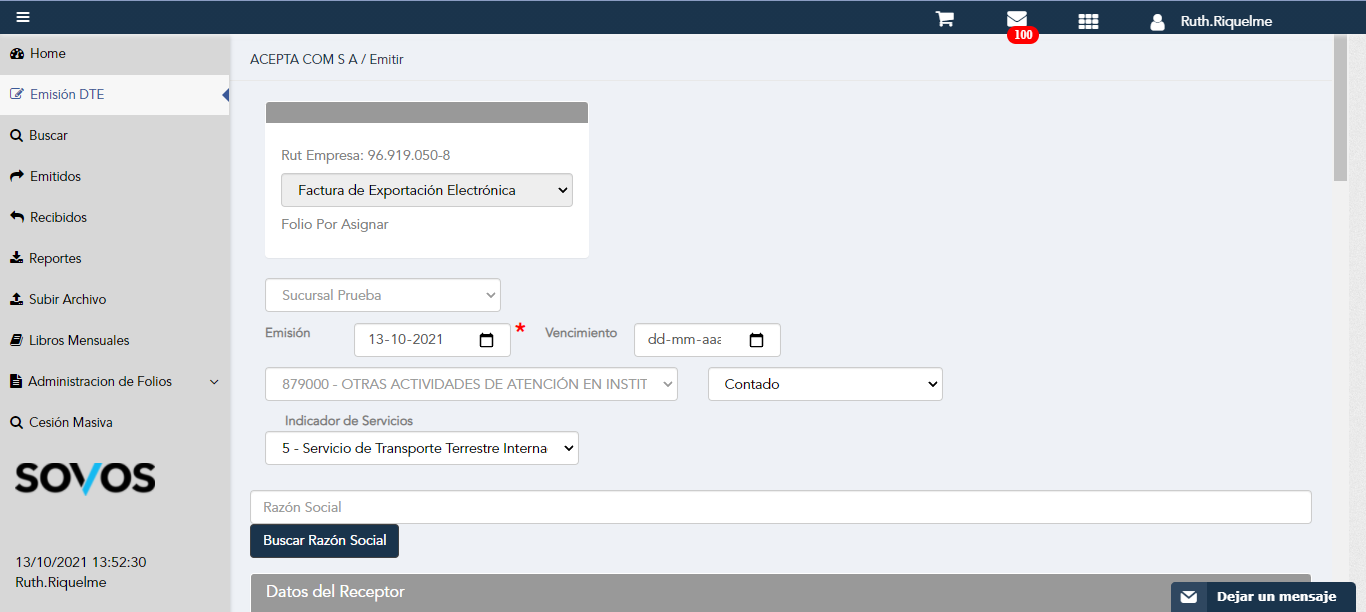 Ruth.Riquelme
100
Home
ACEPTA COM S A / Emitir
Emisión DTE
Buscar
Emitidos
Recibidos
Reportes
Subir Archivo
Libros Mensuales
Administracion de Folios
Cesión Masiva
SOVOS
13/10/2021 13:52:30
Ruth.Riquelme
Rut Empresa: 96.919.050-8
Factura de Exportación Electrónica
Folio Por Asignar
Sucursal Prueba
Emisión 13-10-2021 * Vencimiento dd-mm-aaa
879000 - OTRAS ACTIVIDADES DE ATENCIÓN EN INSTIT Contado
Indicador de Servicios
5 - Servicio de Transporte Terrestre Interna
Razón Social
Buscar Razón Social
Datos del Receptor
Dejar un mensaje